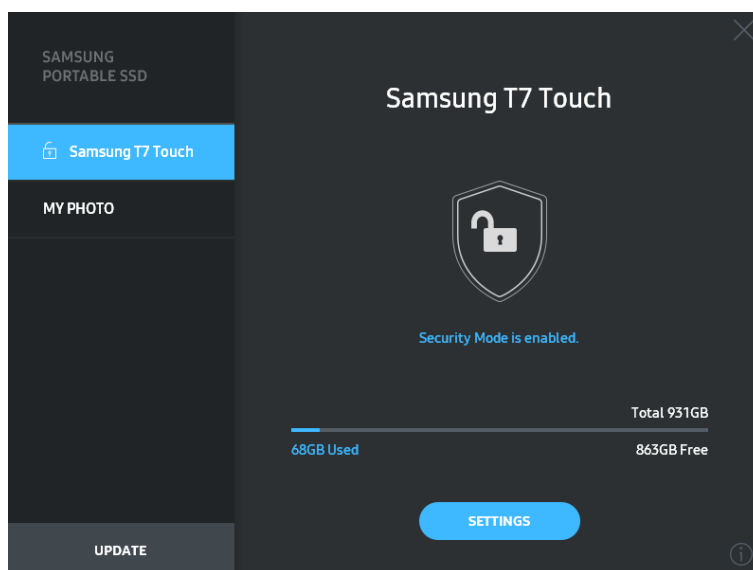 SAMSUNG
PORTABLE SSD
Samsung T7 Touch
MY PHOTO
UPDATE
Samsung T7 Touch
Security Mode is enabled.
Total 931GB
68GB Used
863GB Free
SETTINGS